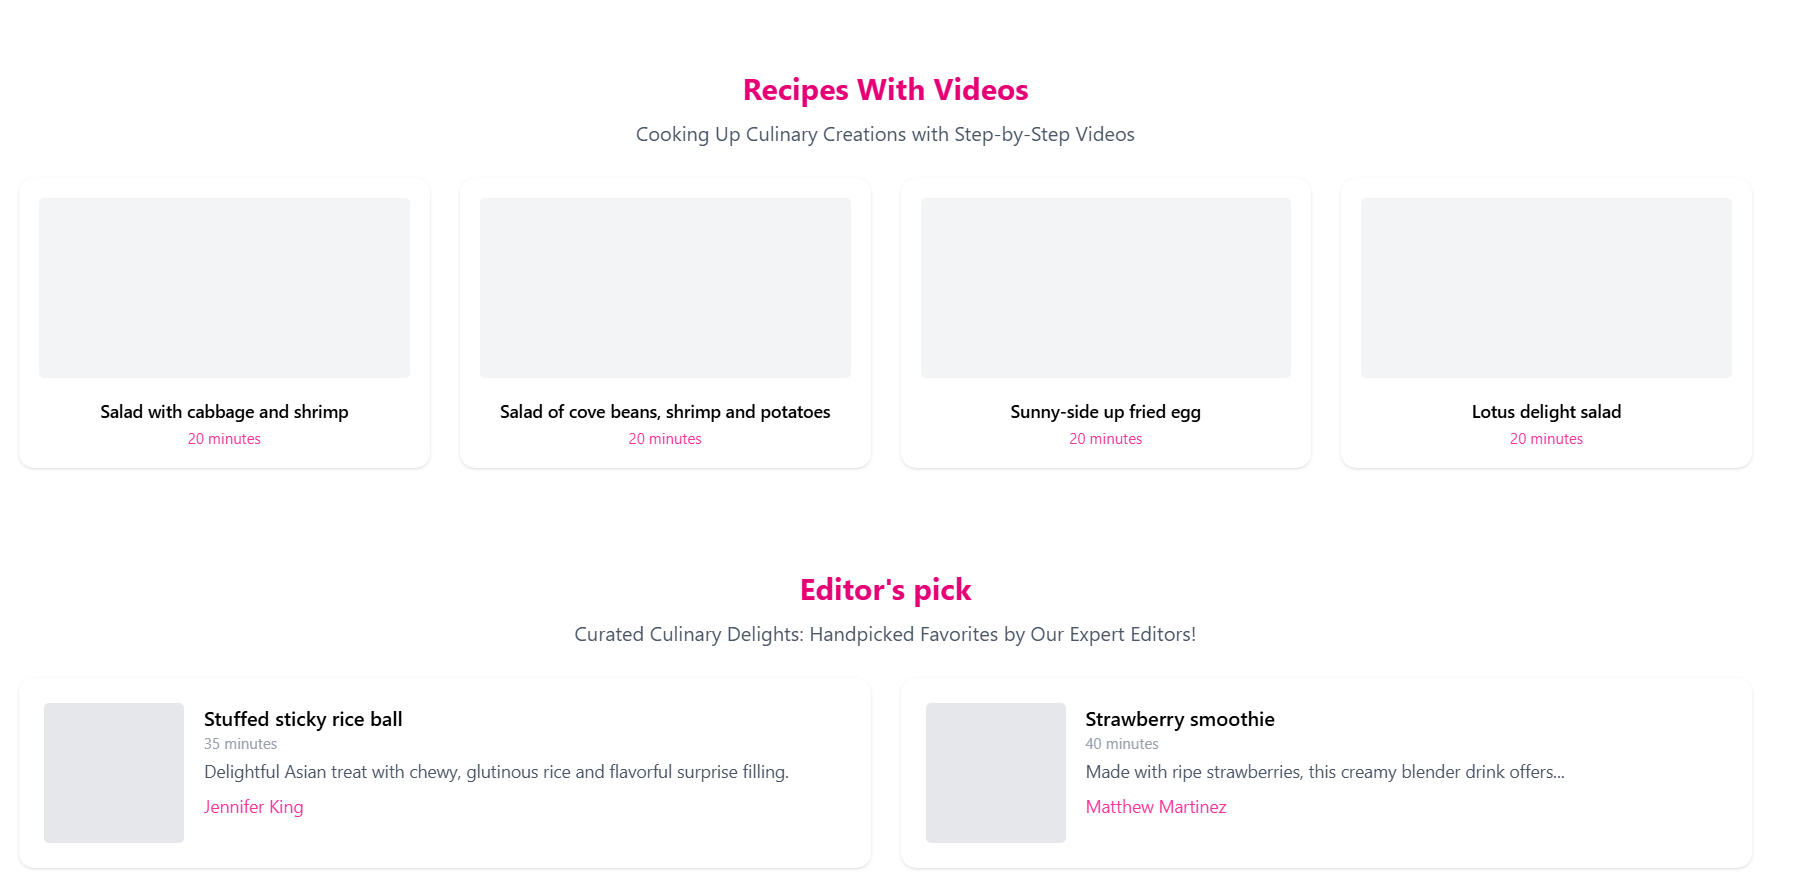 Recipes With Videos
Cooking Up Culinary Creations with Step-by-Step Videos
Salad with cabbage and shrimp
20 minutes
Salad of cove beans, shrimp and potatoes
20 minutes
Sunny-side up fried egg
20 minutes
Lotus delight salad
20 minutes
Editor's pick
Curated Culinary Delights: Handpicked Favorites by Our Expert Editors!
Stuffed sticky rice ball
35 minutes
Delightful Asian treat with chewy, glutinous rice and flavorful surprise filling.
Jennifer King
Strawberry smoothie
40 minutes
Made with ripe strawberries, this creamy blender drink offers...
Matthew Martinez